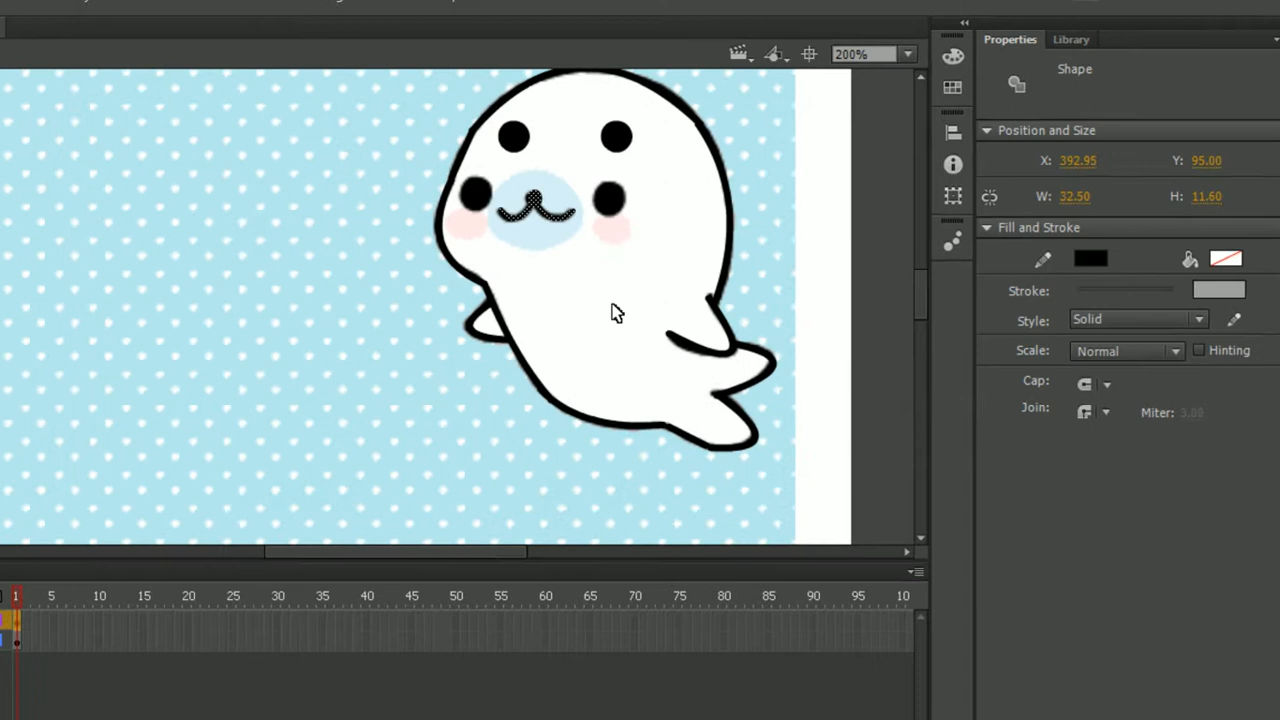 Properties Library
200%
Shape
Position and Size
X: 392.95 Y: 95.00
W: 32.50 H: 11.60
Fill and Stroke
Stroke:
Style: Solid
Scale: Normal Hinting
Cap:
Join: Miter: 3.00
1 5 10 15 20 25 30 35 40 45 50 55 60 65 70 75 80 85 90 95 10